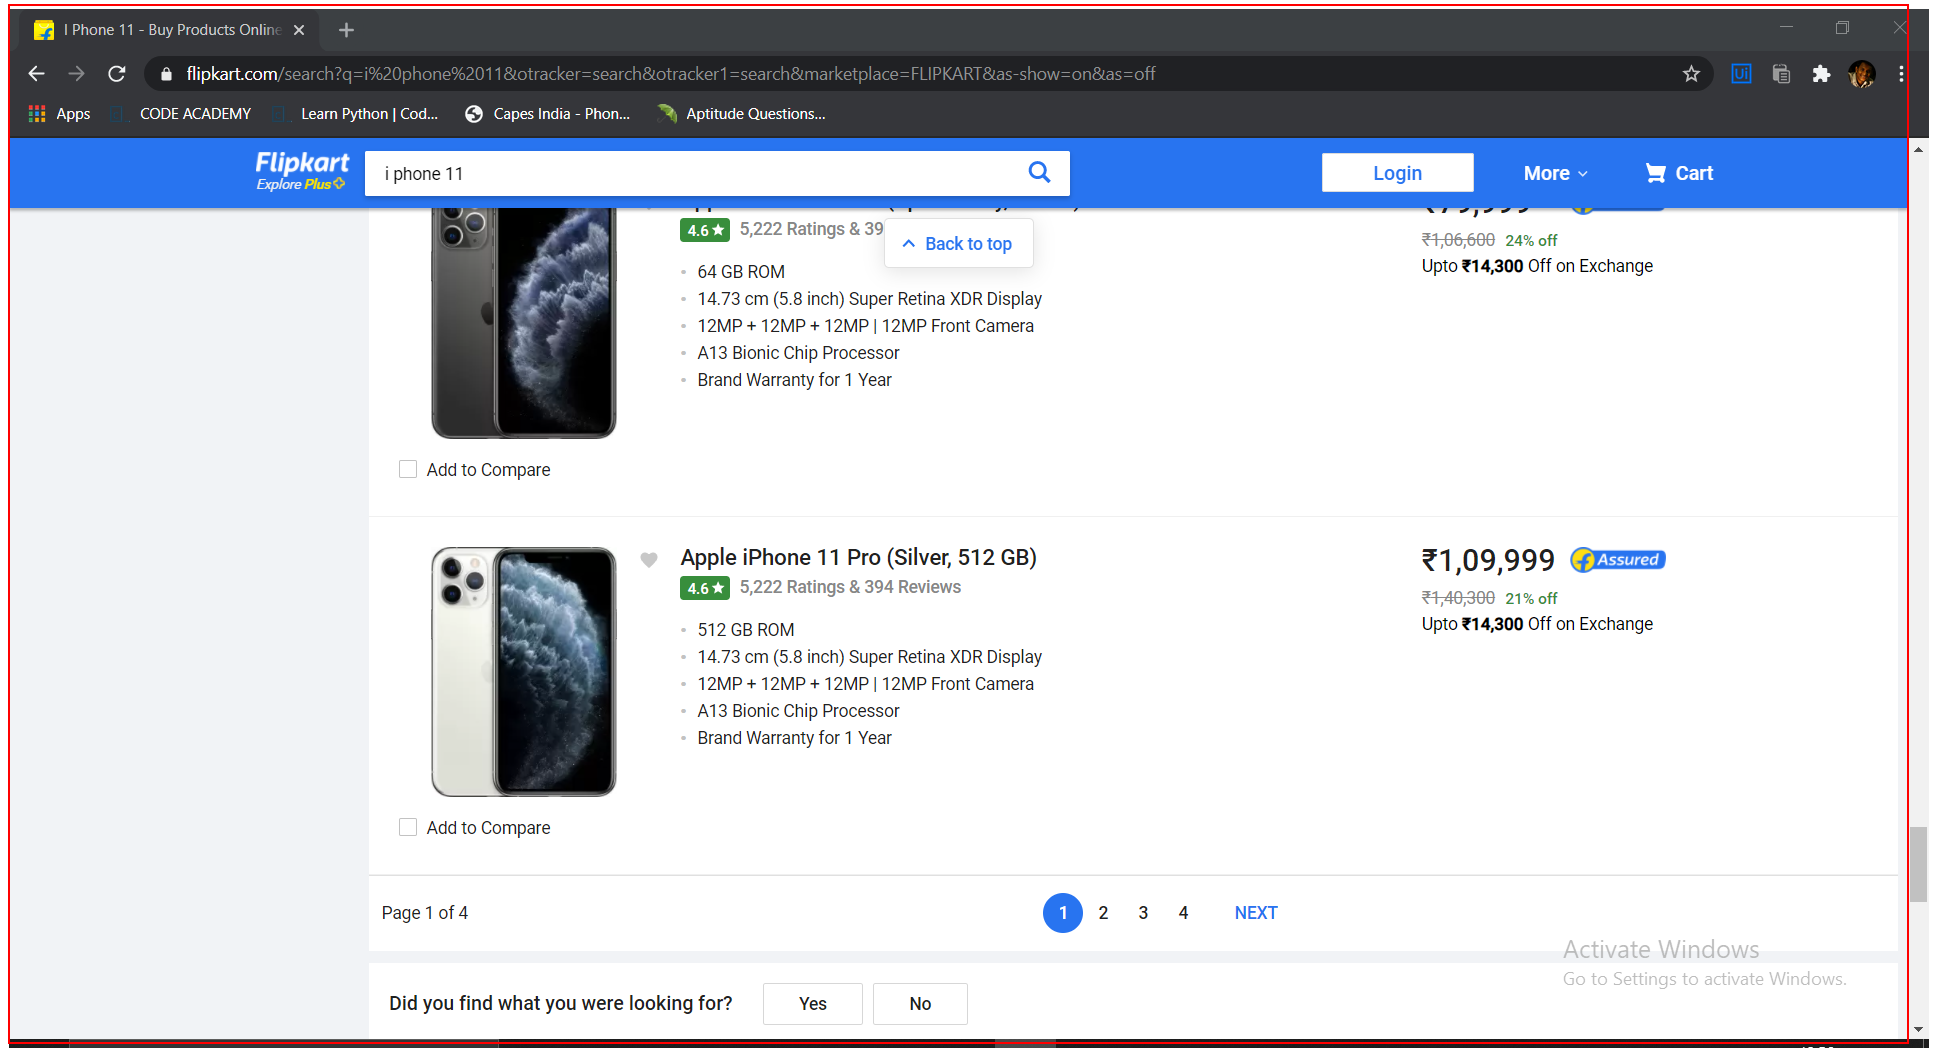 I Phone 11 - Buy Products Online
flipkart.com/search?q=i%20phone%2011&otracker=search&otracker1=search&marketplace=FLIPKART&as-show=on&as=off
Ui
Apps CODE ACADEMY Learn Python | Cod... Capes India - Phon... Aptitude Questions...
Flipkart
Explore Plus
i phone 11
Login More Cart
4.6★ 5,222 Ratings & 39
Back to top
₹1,06,600 24% off
Upto ₹14,300 Off on Exchange
64 GB ROM
14.73 cm (5.8 inch) Super Retina XDR Display
12MP + 12MP + 12MP | 12MP Front Camera
A13 Bionic Chip Processor
Brand Warranty for 1 Year
Add to Compare
Apple iPhone 11 Pro (Silver, 512 GB)
₹1,09,999 Assured
4.6★ 5,222 Ratings & 394 Reviews
₹1,40,300 21% off
Upto ₹14,300 Off on Exchange
512 GB ROM
14.73 cm (5.8 inch) Super Retina XDR Display
12MP + 12MP + 12MP | 12MP Front Camera
A13 Bionic Chip Processor
Brand Warranty for 1 Year
Add to Compare
Page 1 of 4 1 2 3 4 NEXT
Activate Windows
Go to Settings to activate Windows.
Did you find what you were looking for? Yes No